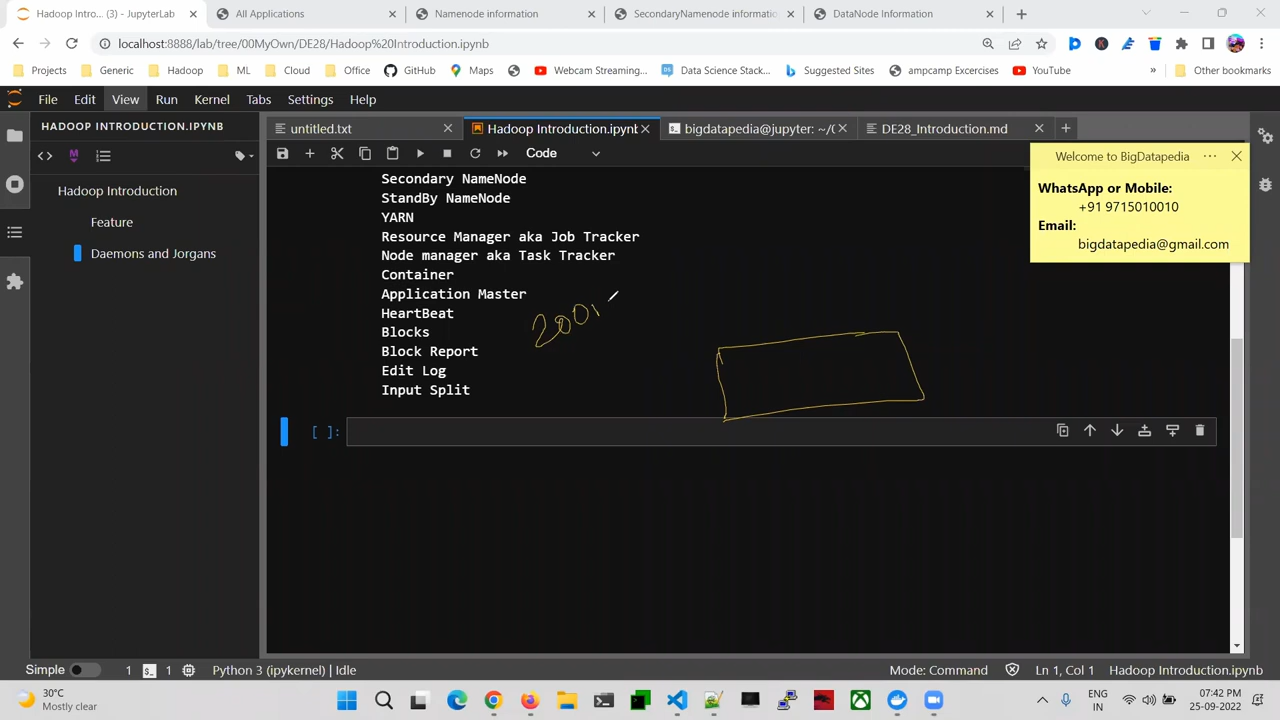 Hadoop Intro... (3) - JupyterLab
All Applications
Namenode information
SecondaryNamenode informatio
DataNode Information
localhost:8888/lab/tree/00MyOwn/DE28/Hadoop%20Introduction.ipynb
Projects
Generic
Hadoop
ML
Cloud
Office
GitHub
Maps
Webcam Streaming...
Data Science Stack...
Suggested Sites
ampcamp Excercises
YouTube
Other bookmarks
File Edit View Run Kernel Tabs Settings Help
HADOOP INTRODUCTION.IPYNB
untitled.txt
Hadoop Introduction.ipynb
bigdatapedia@jupyter: ~/(
DE28_Introduction.md
Code
Hadoop Introduction
Feature
Daemons and Jorgans
Welcome to BigDatapedia
WhatsApp or Mobile:
+91 9715010010
Email:
bigdatapedia@gmail.com
Secondary NameNode
StandBy NameNode
YARN
Resource Manager aka Job Tracker
Node manager aka Task Tracker
Container
Application Master
HeartBeat
Blocks
Block Report
Edit Log
Input Split
[ ]:
Simple
1
1
Python 3 (ipykernel) | Idle
Mode: Command
Ln 1, Col 1
Hadoop Introduction.ipynb
30°C
Mostly clear
ENG
IN
07:42 PM
25-09-2022